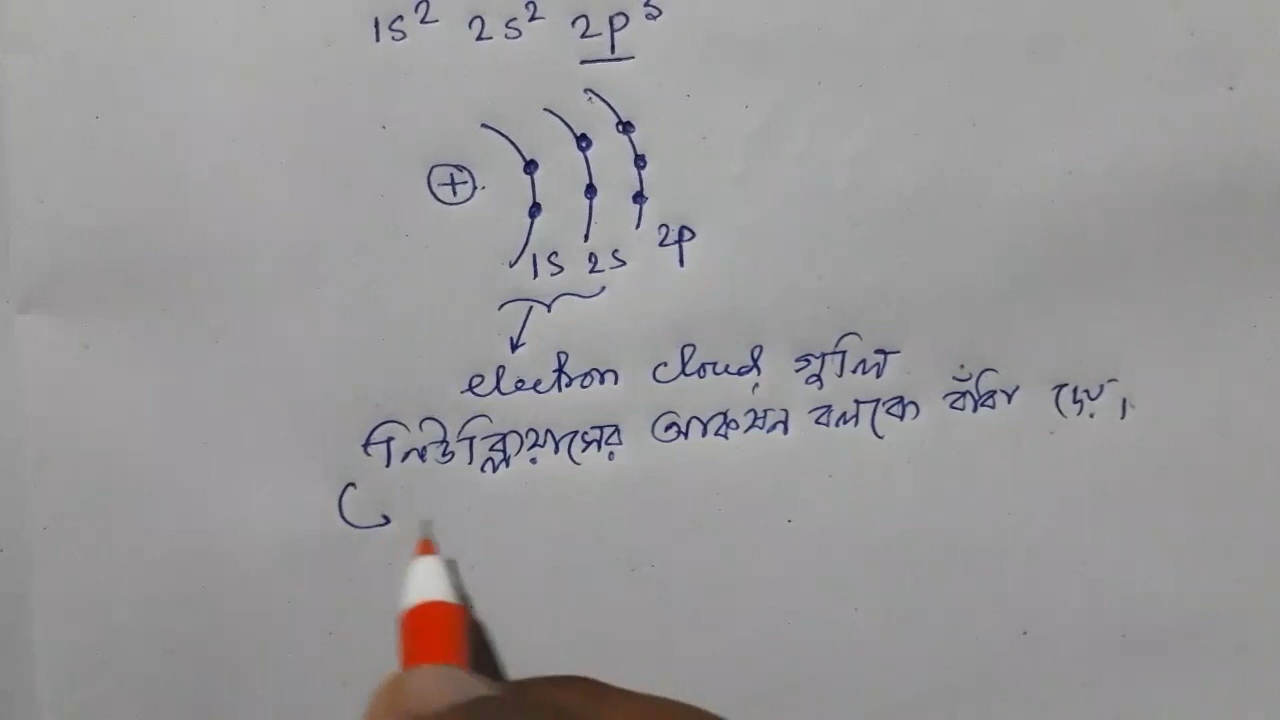 1s² 2s² 2p³
+
1s 2s 2p
electron cloud গুলি
নিউক্লিয়াসের আকর্ষন বলকে বাঁধা দেয়।